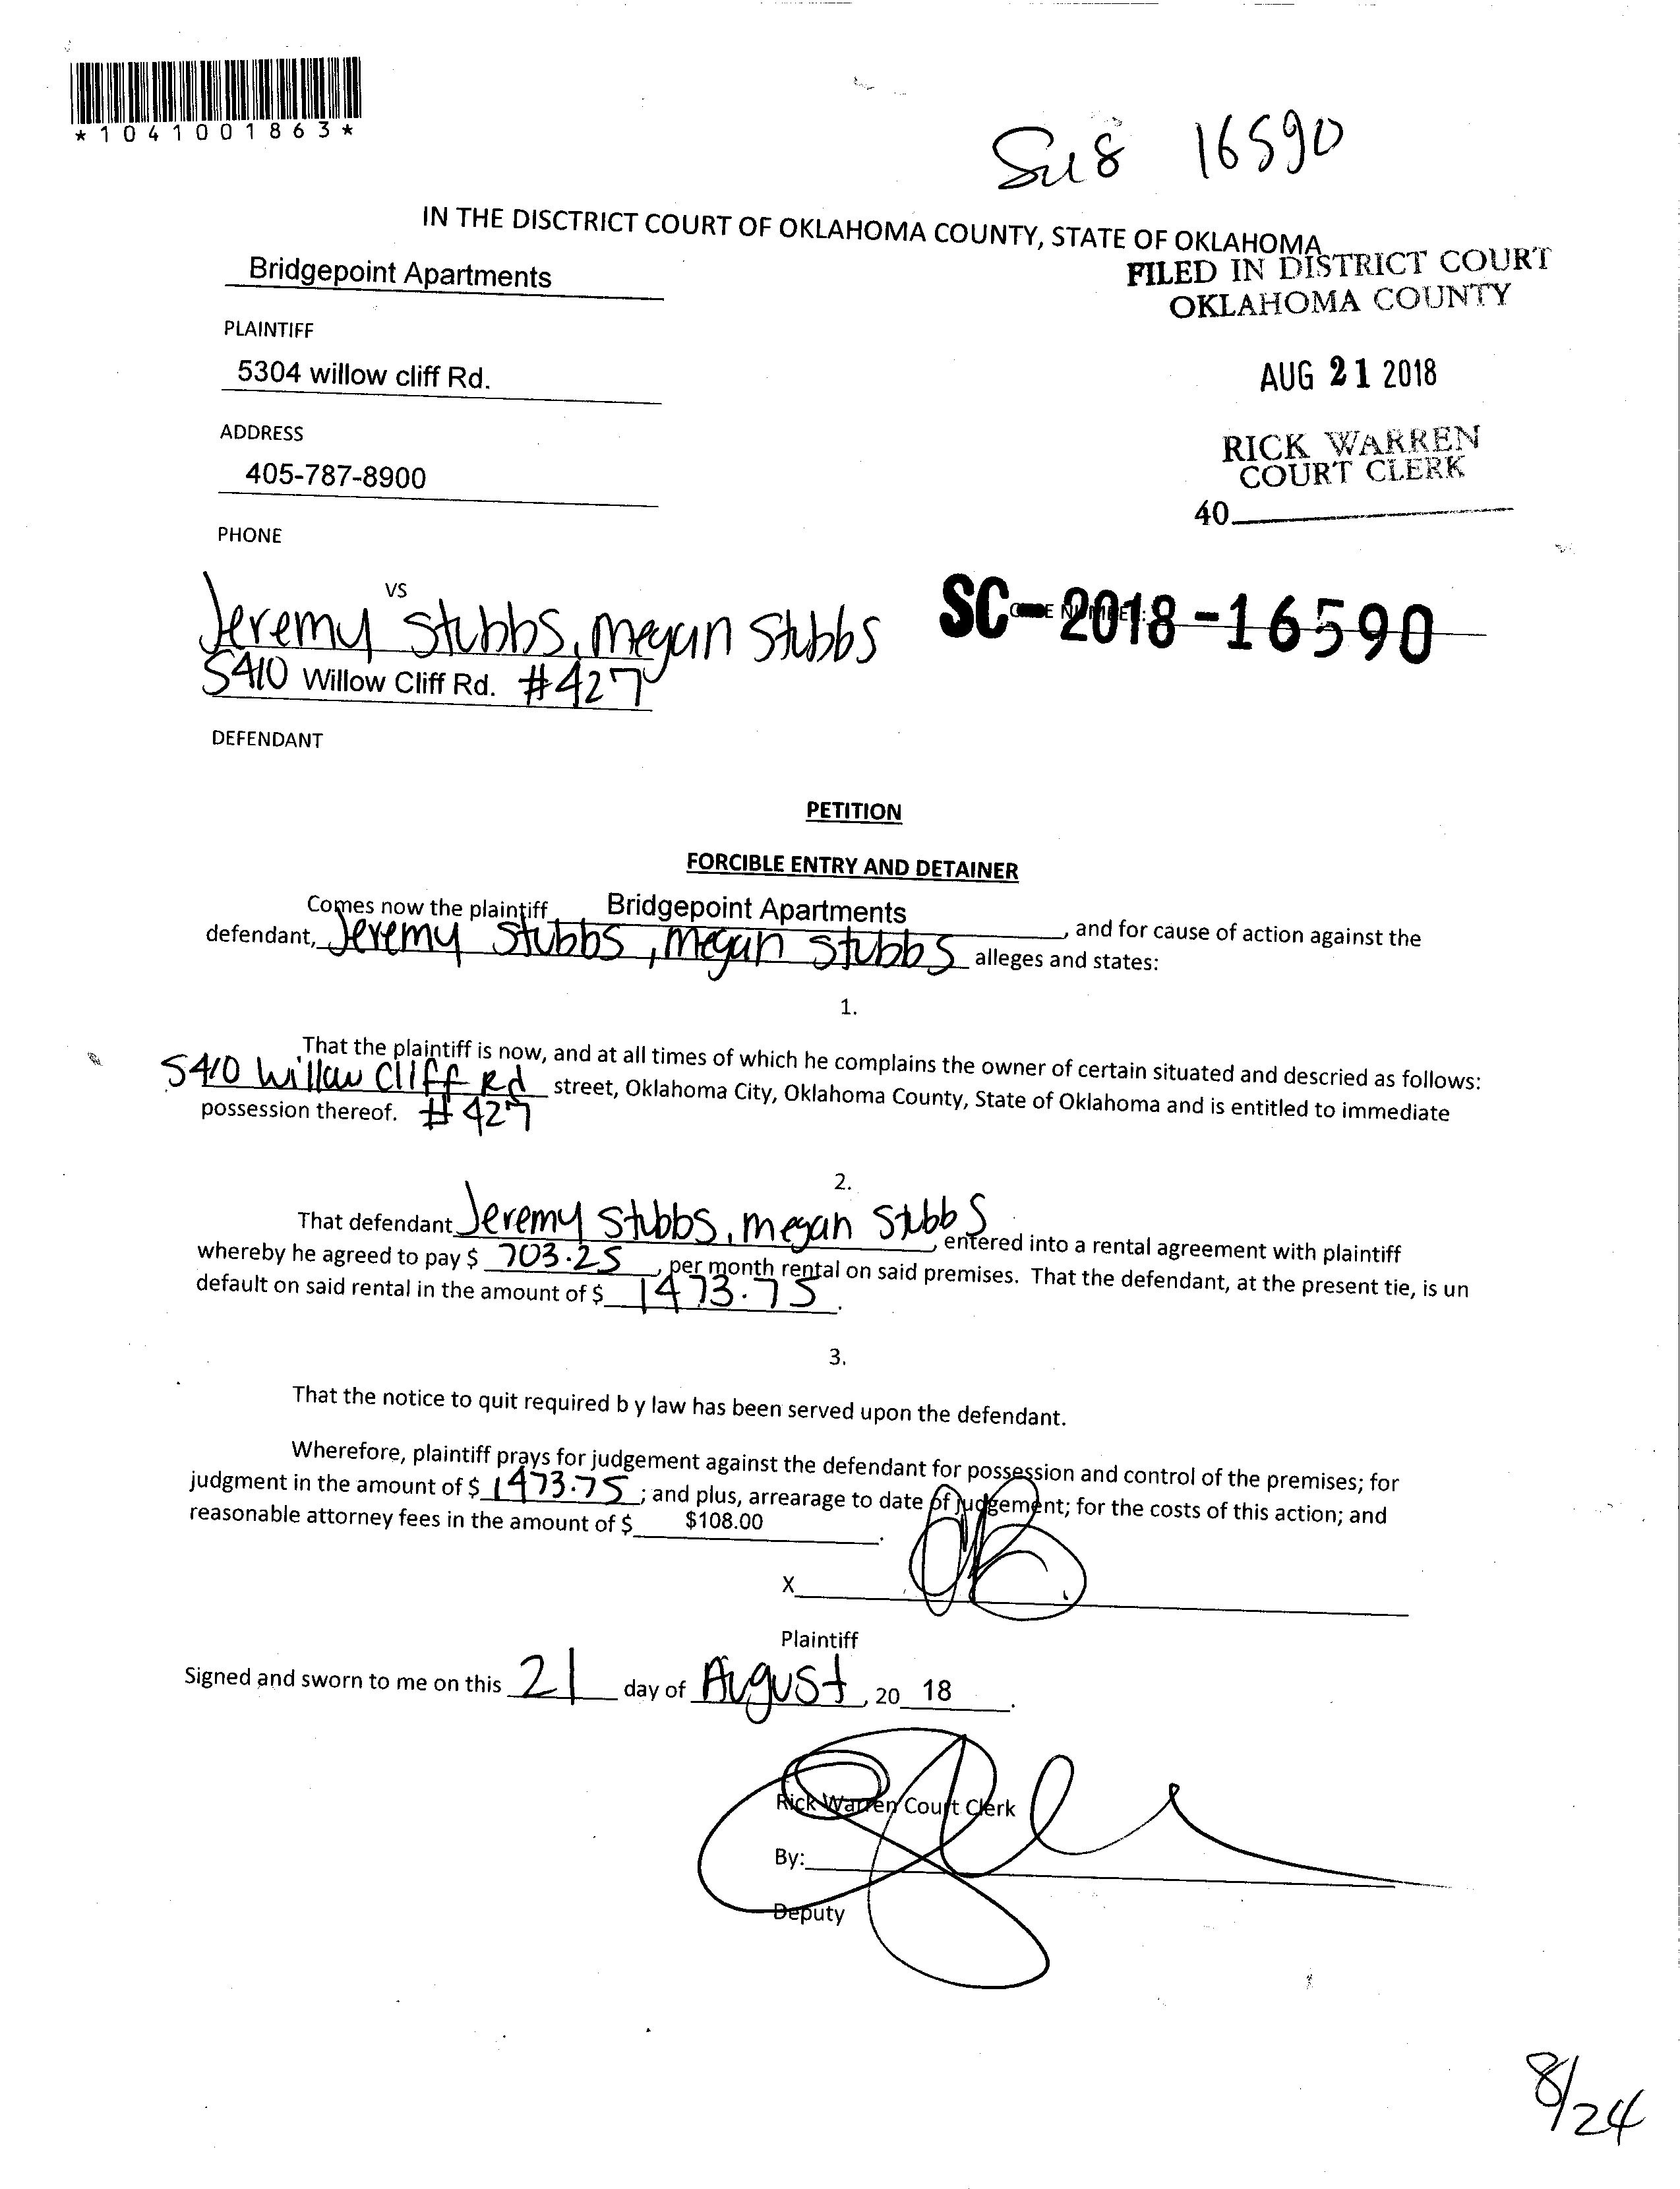 *1041001863*
16590
IN THE DISCTRICT COURT OF OKLAHOMA COUNTY, STATE OF OKLAHOMA
FILED IN DISTRICT COURT
OKLAHOMA COUNTY
Bridgepoint Apartments
PLAINTIFF
5304 willow cliff Rd.
AUG 21 2018
ADDRESS
RICK WARREN
COURT CLERK
405-787-8900
40
PHONE
VS
Jeremy Stubbs, Megan Stubbs
SC-2018-16590
5410 Willow Cliff Rd. #427
DEFENDANT
PETITION
FORCIBLE ENTRY AND DETAINER
Comes now the plaintiff Bridgepoint Apartments, and for cause of action against the
defendant, Jeremy Stubbs, Megan Stubbs alleges and states:
1.
That the plaintiff is now, and at all times of which he complains the owner of certain situated and descried as follows:
5410 Willow Cliff Rd street, Oklahoma City, Oklahoma County, State of Oklahoma and is entitled to immediate
possession thereof. #427
2.
That defendant Jeremy Stubbs, Megan Stubbs, entered into a rental agreement with plaintiff
whereby he agreed to pay $ 703.25, per month rental on said premises. That the defendant, at the present tie, is un
default on said rental in the amount of $ 1473.75.
3.
That the notice to quit required b y law has been served upon the defendant.
Wherefore, plaintiff prays for judgement against the defendant for possession and control of the premises; for
judgment in the amount of $ 1473.75; and plus, arrearage to date of judgement; for the costs of this action; and
reasonable attorney fees in the amount of $ $108.00.
X
Plaintiff
Signed and sworn to me on this 21 day of August, 20 18.
Rick Warren Court Clerk
By:
Deputy
8/24